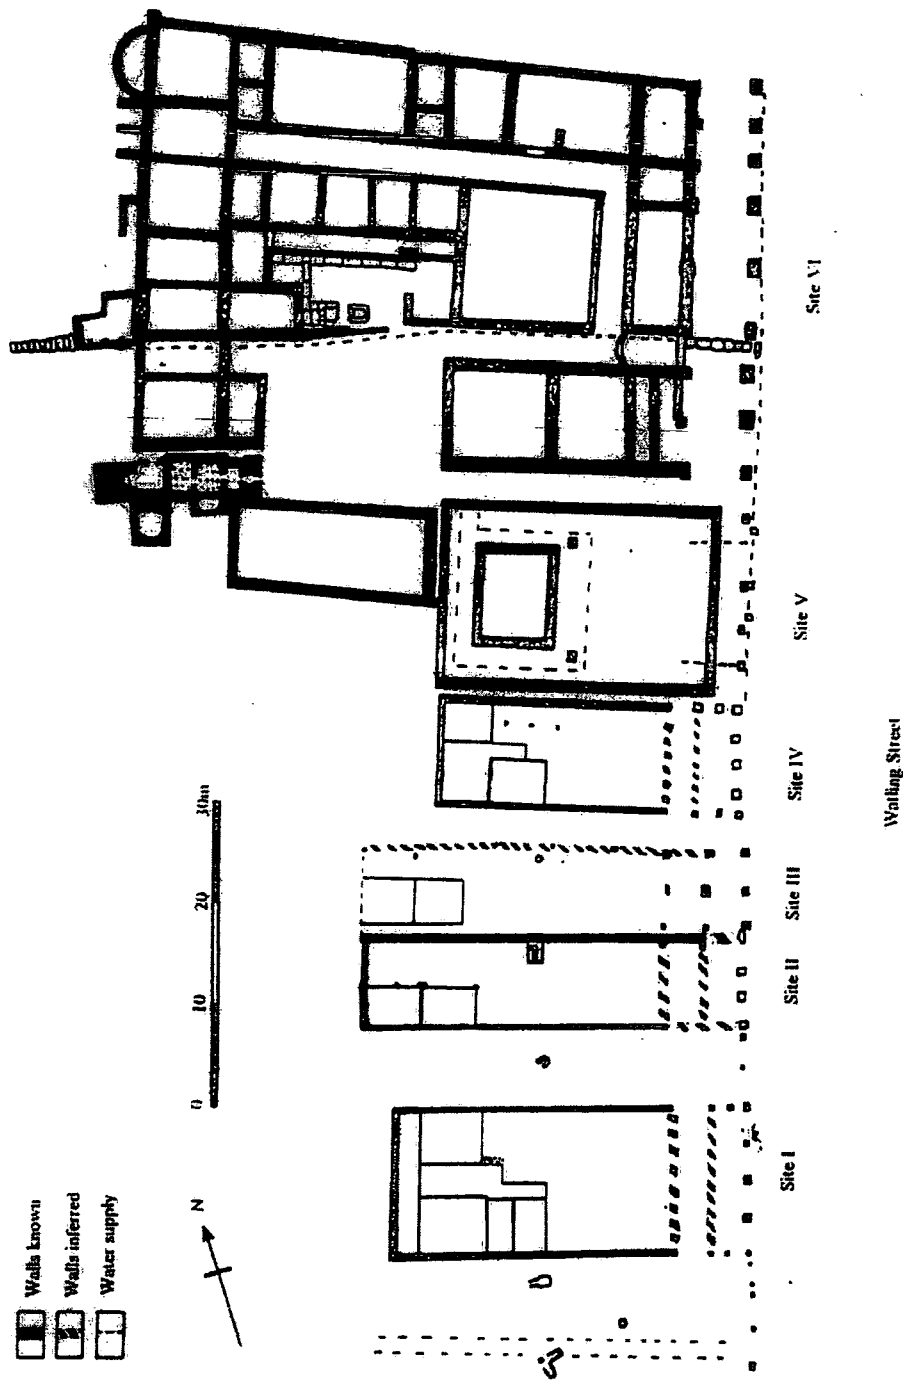 Walls known
Walls inferred
Water supply
N
0 10 20 30m
Site I
Site II
Site III
Site IV
Site V
Site VI
Watling Street